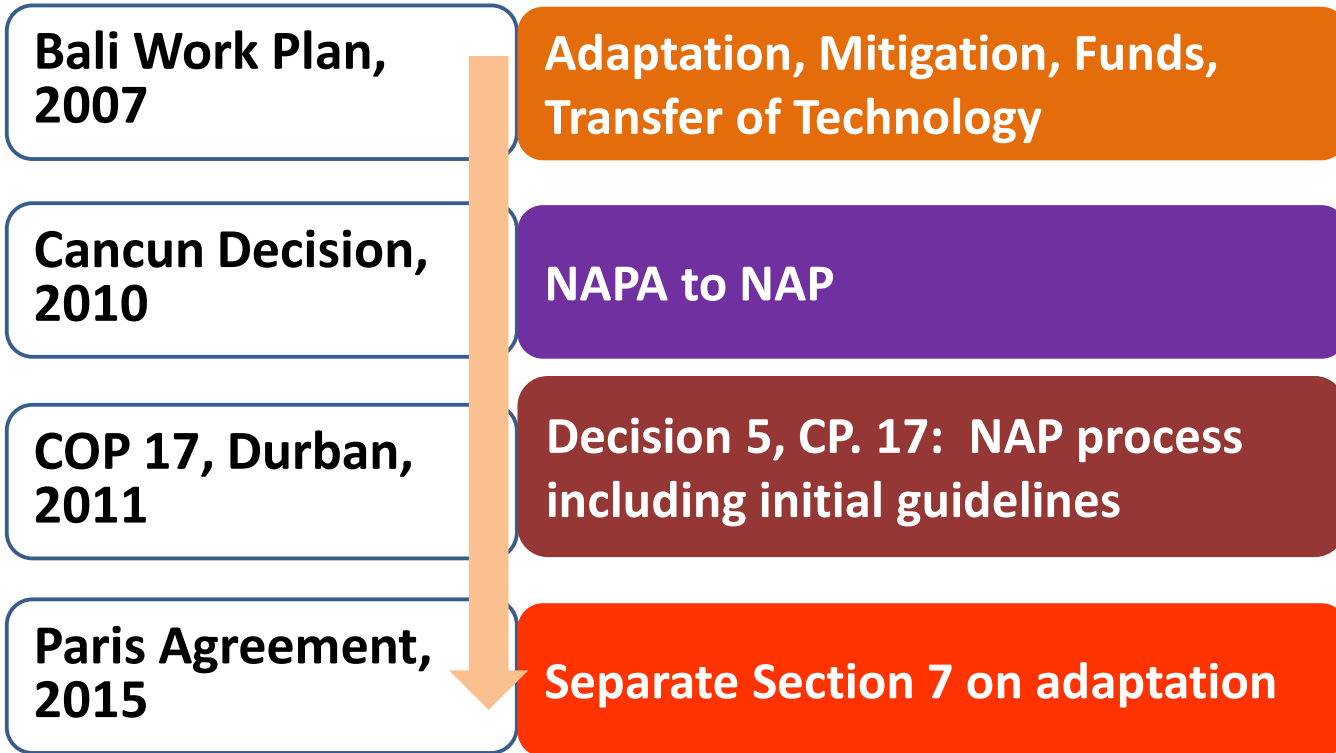 Bali Work Plan,
2007
Adaptation, Mitigation, Funds,
Transfer of Technology
Cancun Decision,
2010
NAPA to NAP
COP 17, Durban,
2011
Decision 5, CP. 17:  NAP process
including initial guidelines
Paris Agreement,
2015
Separate Section 7 on adaptation